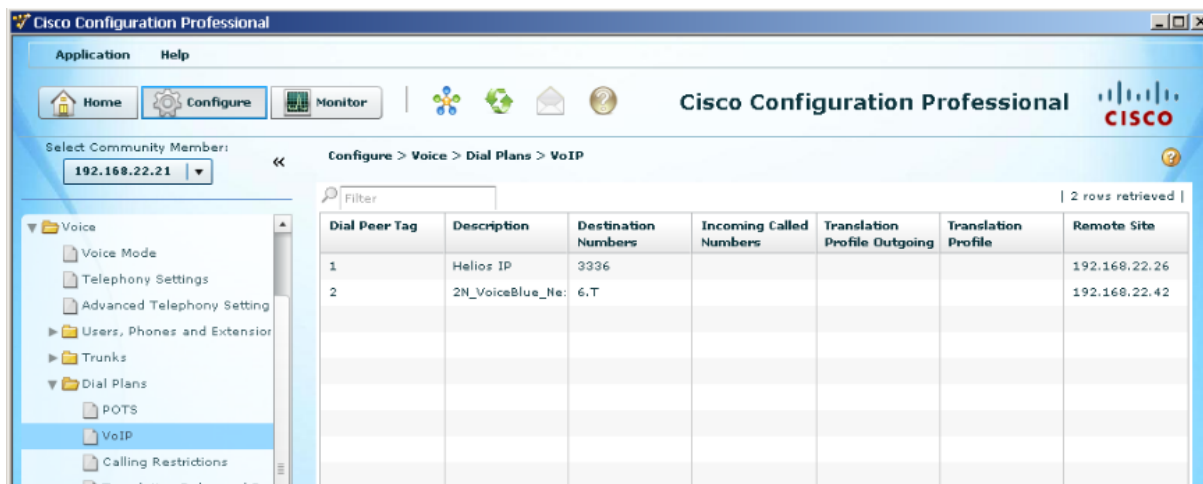 Cisco Configuration Professional
Application Help
Home Configure Monitor Cisco Configuration Professional CISCO
Select Community Member:
192.168.22.21
Configure > Voice > Dial Plans > VoIP
Filter
| 2 rows retrieved |
Voice
Voice Mode
Telephony Settings
Advanced Telephony Setting
Users, Phones and Extension
Trunks
Dial Plans
POTS
VoIP
Calling Restrictions
Dial Peer Tag Description Destination Numbers Incoming Called Numbers Translation Profile Outgoing Translation Profile Remote Site
1 Helios IP 3336 192.168.22.26
2 2N_VoiceBlue_Ne: 6.T 192.168.22.42